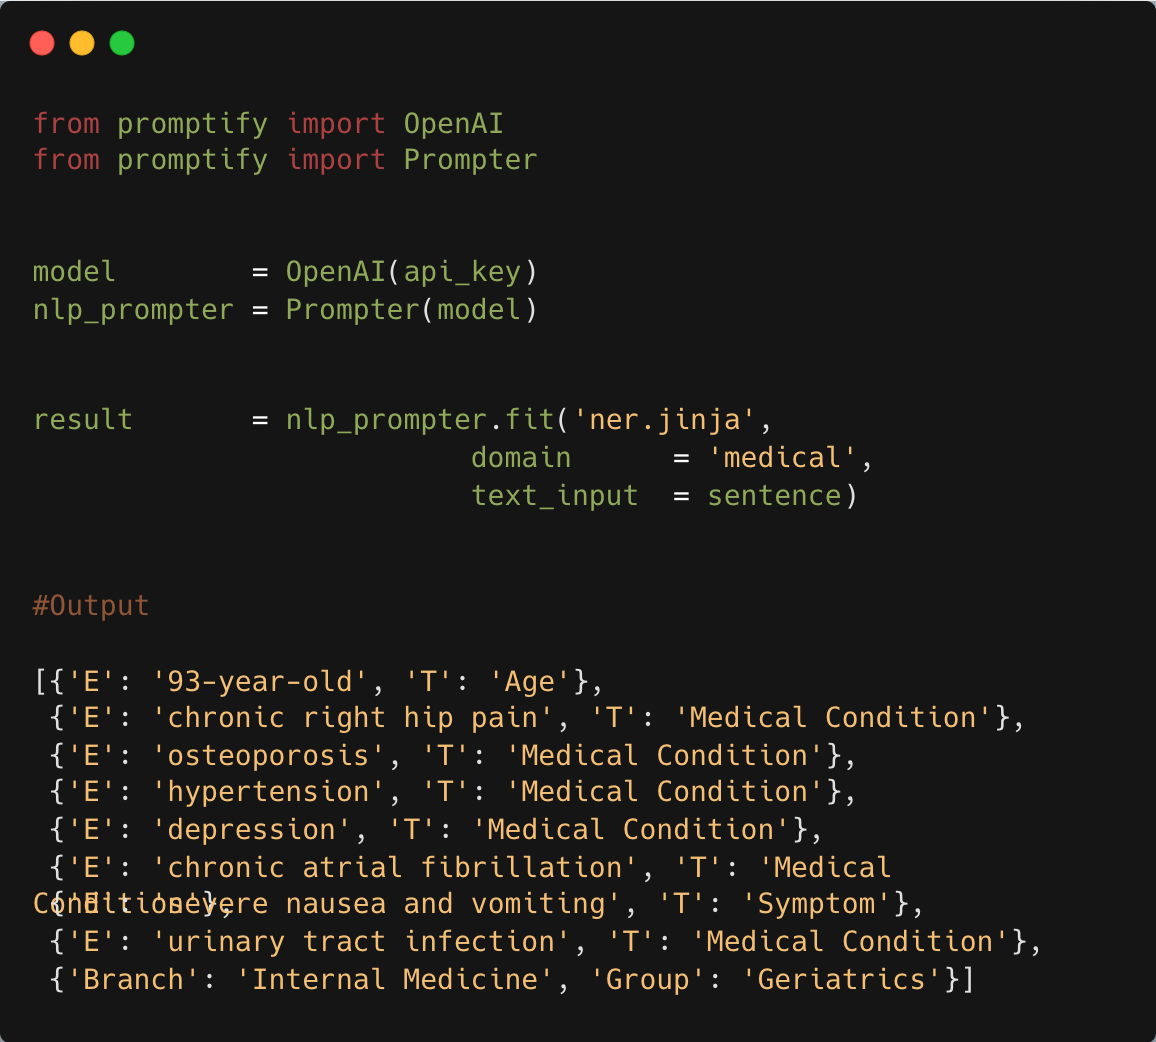 from promptify import OpenAI
from promptify import Prompter
model        = OpenAI(api_key)
nlp_prompter = Prompter(model)
result       = nlp_prompter.fit('ner.jinja',
                          domain      = 'medical',
                          text_input  = sentence)
#Output
[{'E': '93-year-old', 'T': 'Age'},
 {'E': 'chronic right hip pain', 'T': 'Medical Condition'},
 {'E': 'osteoporosis', 'T': 'Medical Condition'},
 {'E': 'hypertension', 'T': 'Medical Condition'},
 {'E': 'depression', 'T': 'Medical Condition'},
 {'E': 'chronic atrial fibrillation', 'T': 'Medical
Condition'},
 {'E': 'severe nausea and vomiting', 'T': 'Symptom'},
 {'E': 'urinary tract infection', 'T': 'Medical Condition'},
 {'Branch': 'Internal Medicine', 'Group': 'Geriatrics'}]